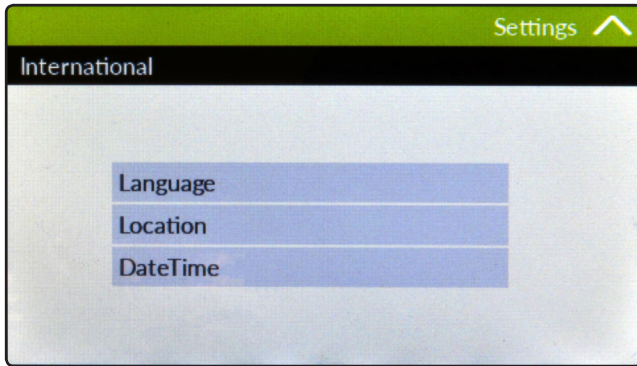 Settings
International
Language
Location
DateTime